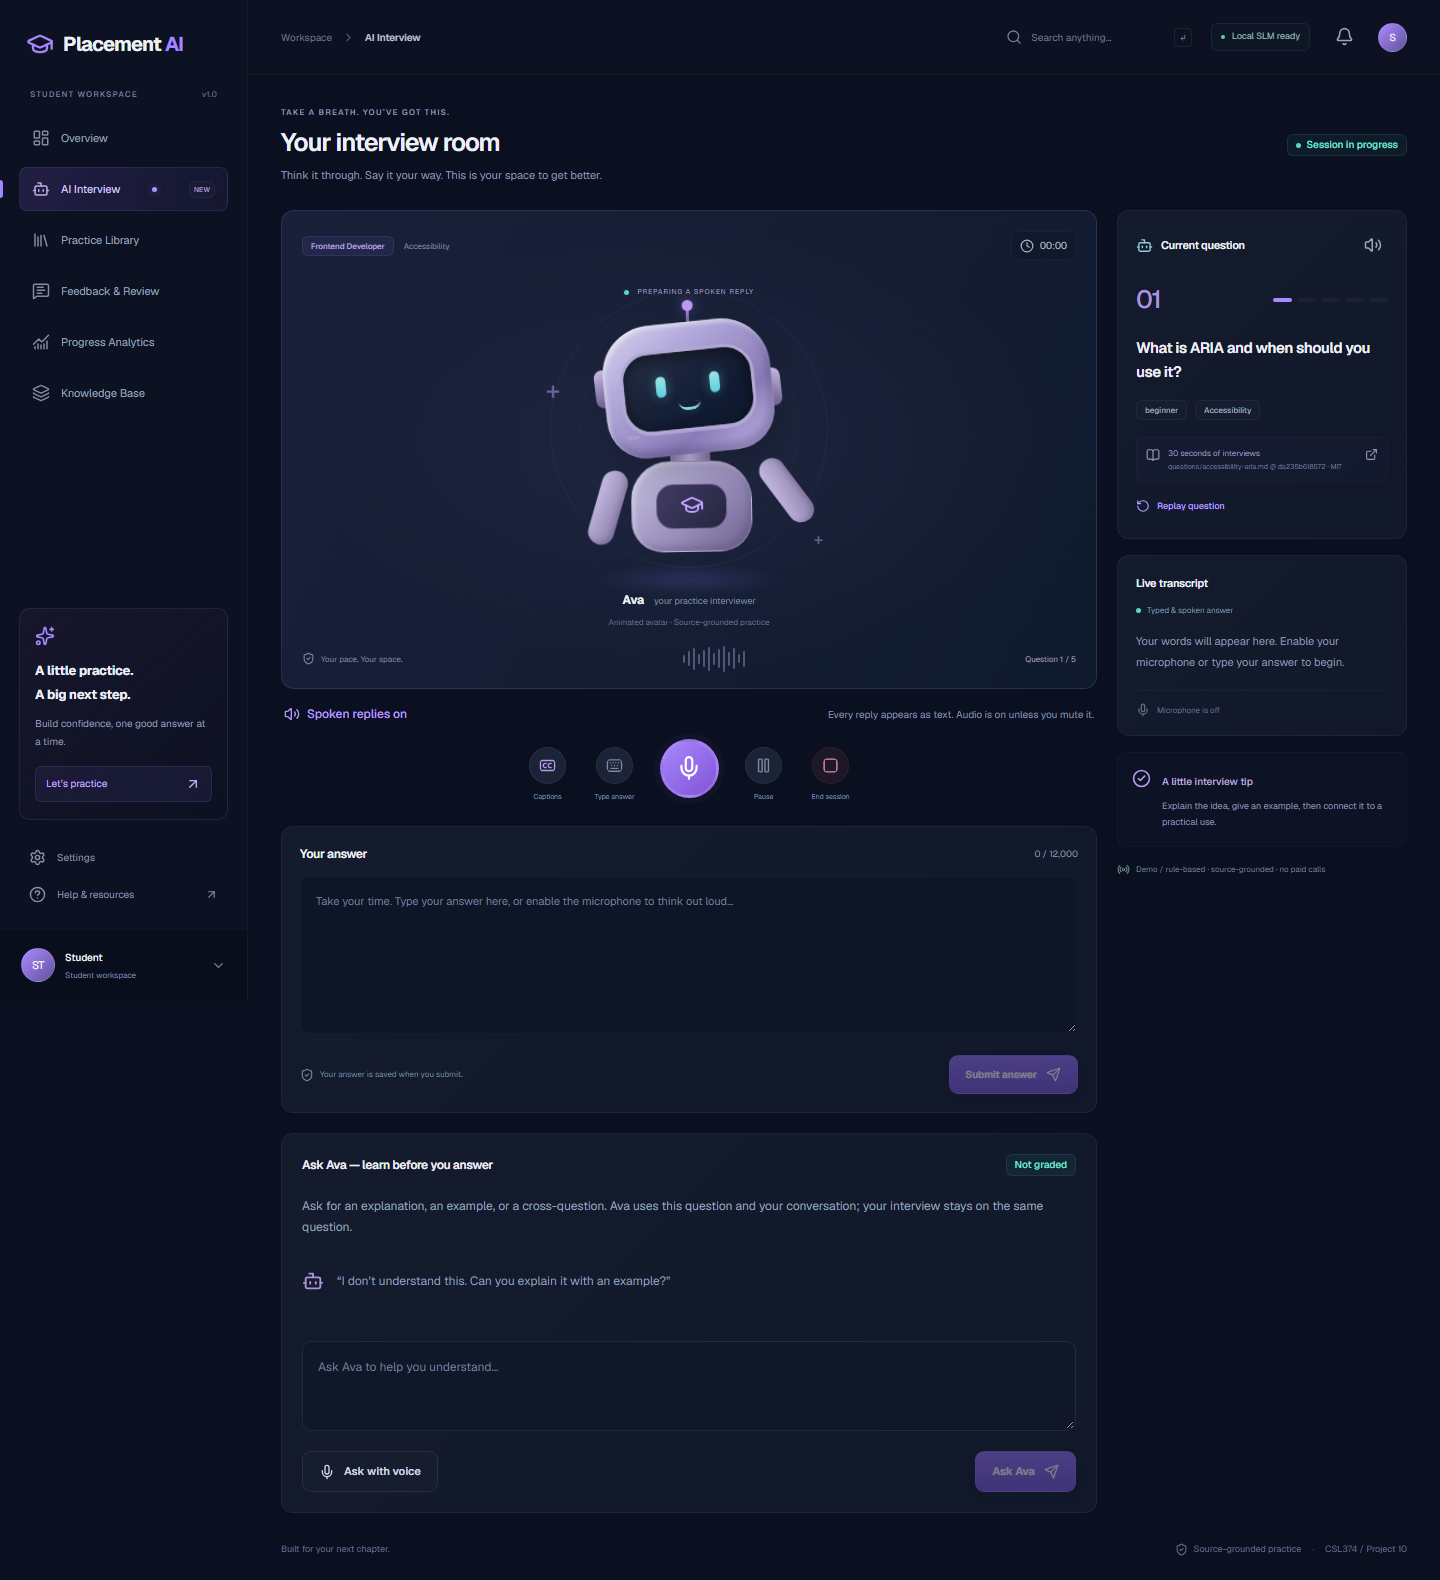 Placement AI
STUDENT WORKSPACE v1.0
Overview
AI Interview NEW
Practice Library
Feedback & Review
Progress Analytics
Knowledge Base
A little practice.
A big next step.
Build confidence, one good answer at
a time.
Let's practice
Settings
Help & resources
ST
Student
Student workspace
Workspace > AI Interview
Search anything...
Local SLM ready
S
TAKE A BREATH. YOU'VE GOT THIS.
Your interview room
Think it through. Say it your way. This is your space to get better.
Session in progress
Frontend Developer Accessibility
00:00
PREPARING A SPOKEN REPLY
Ava your practice interviewer
Animated avatar · Source-grounded practice
Your pace. Your space.
Question 1 / 5
Spoken replies on
Every reply appears as text. Audio is on unless you mute it.
CC
Captions
Type answer
Pause
End session
Your answer
0 / 12,000
Take your time. Type your answer here, or enable the microphone to think out loud...
Your answer is saved when you submit.
Submit answer
Ask Ava — learn before you answer
Not graded
Ask for an explanation, an example, or a cross-question. Ava uses this question and your conversation; your interview stays on the same
question.
“I don't understand this. Can you explain it with an example?”
Ask Ava to help you understand...
Ask with voice
Ask Ava
Current question
01
What is ARIA and when should you
use it?
beginner
Accessibility
30 seconds of interviews
questions/accessibility-aria.md @ da235b6f8572 · MIT
Replay question
Live transcript
Typed & spoken answer
Your words will appear here. Enable your
microphone or type your answer to begin.
Microphone is off
A little interview tip
Explain the idea, give an example, then connect it to a
practical use.
Demo / rule-based · source-grounded · no paid calls
Built for your next chapter.
Source-grounded practice · CSL374 / Project 10